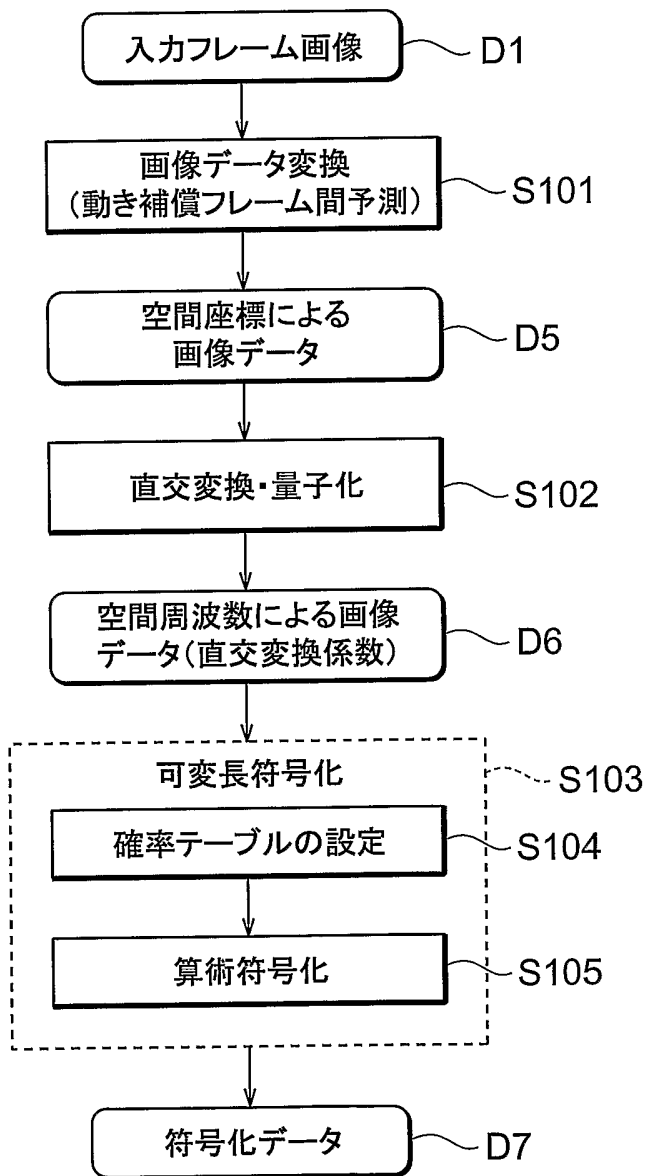 入力フレーム画像
D1
画像データ変換
(動き補償フレーム間予測)
S101
空間座標による
画像データ
D5
直交変換・量子化
S102
空間周波数による画像
データ(直交変換係数)
D6
可変長符号化
S103
確率テーブルの設定
S104
算術符号化
S105
符号化データ
D7